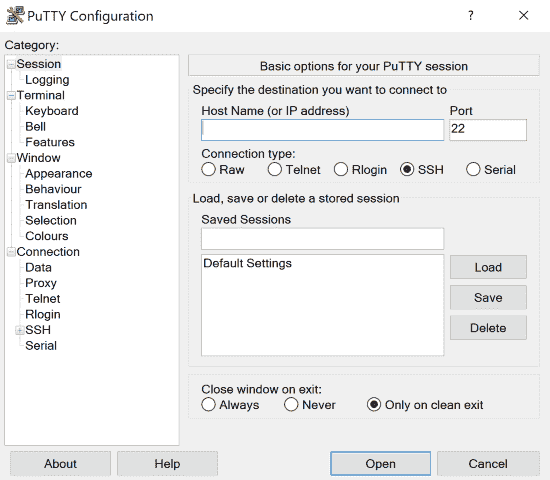 PuTTY Configuration
?
Category:
Session
Logging
Terminal
Keyboard
Bell
Features
Window
Appearance
Behaviour
Translation
Selection
Colours
Connection
Data
Proxy
Telnet
Rlogin
SSH
Serial
Basic options for your PuTTY session
Specify the destination you want to connect to
Host Name (or IP address) Port
22
Connection type:
Raw Telnet Rlogin SSH Serial
Load, save or delete a stored session
Saved Sessions
Default Settings
Load
Save
Delete
Close window on exit:
Always Never Only on clean exit
About Help Open Cancel